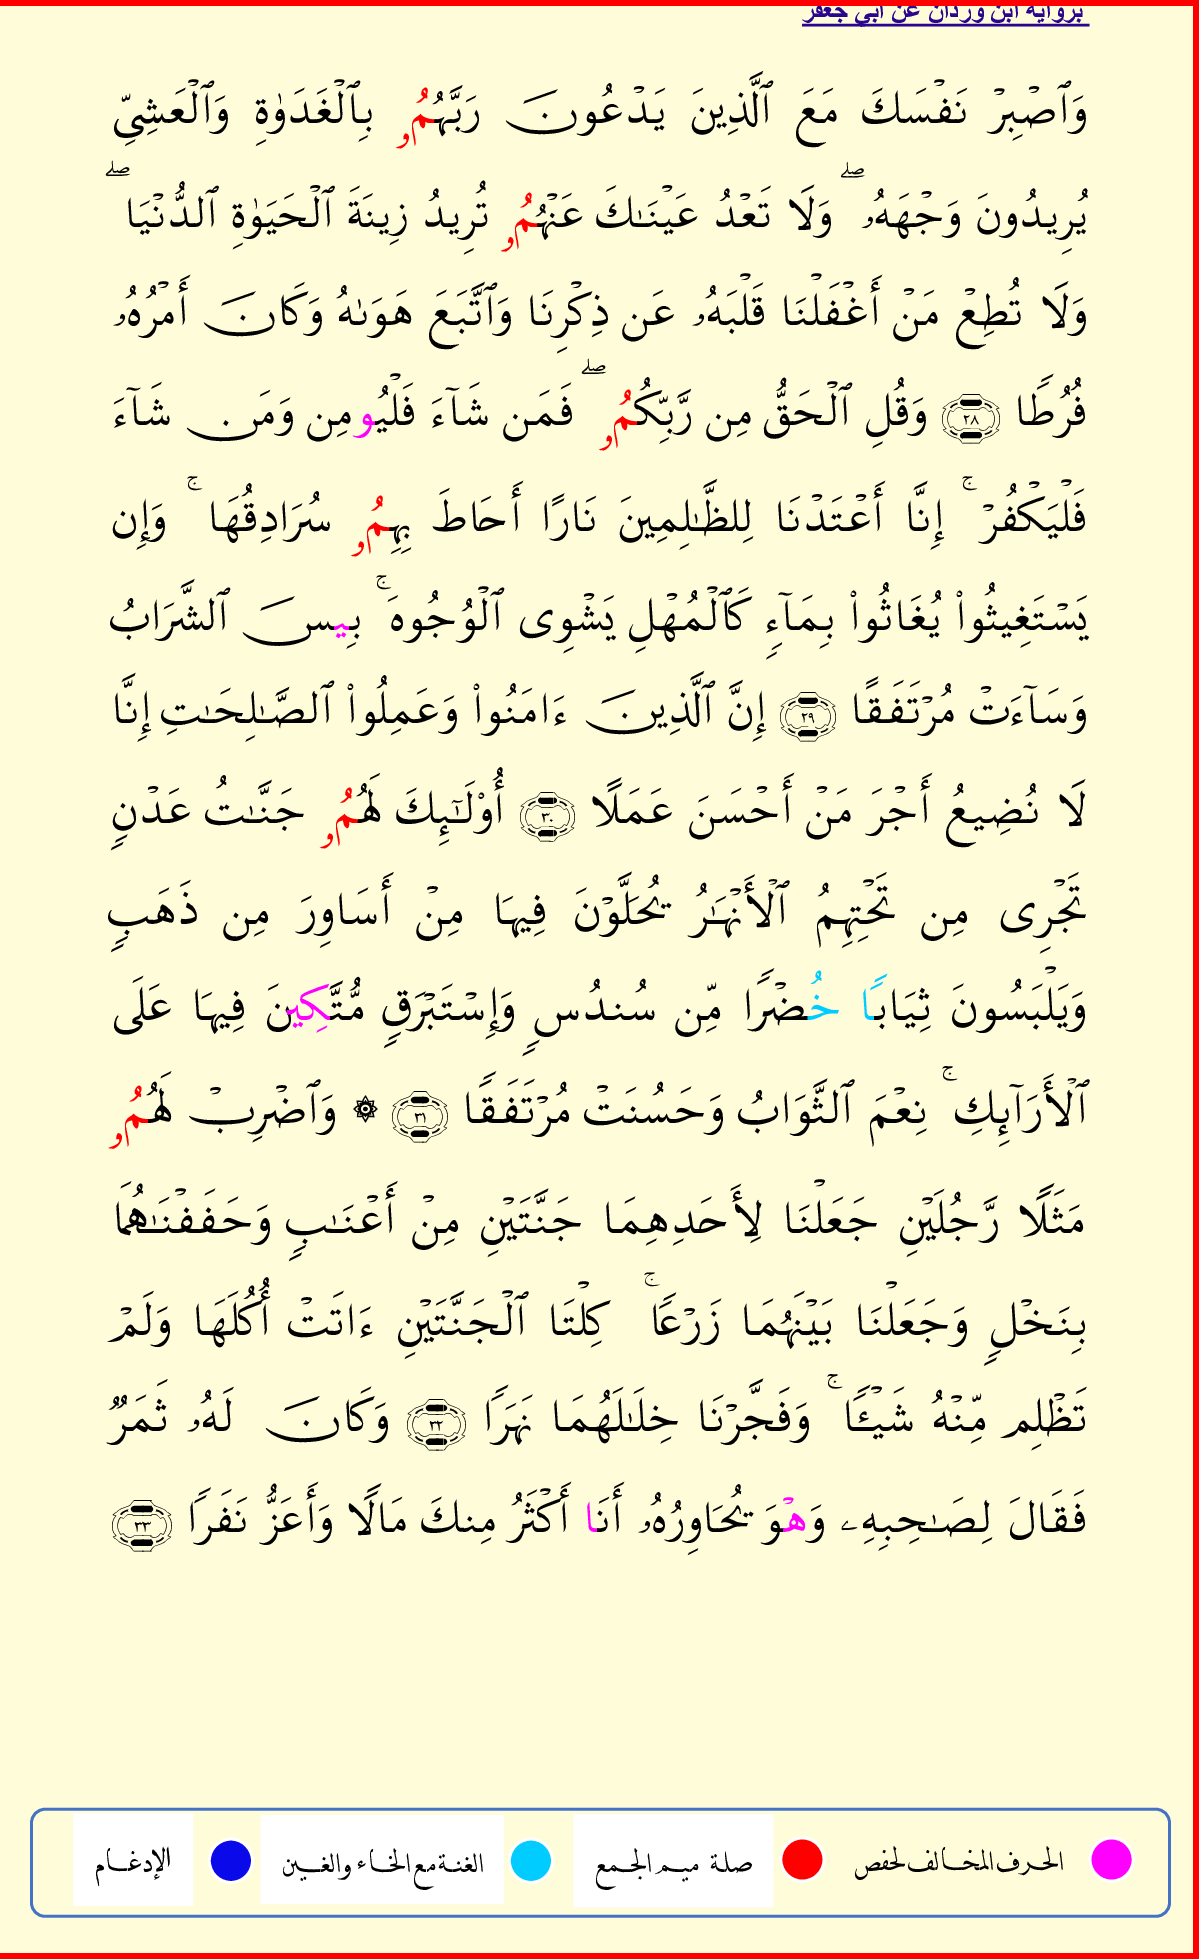 برواية ابن وردان عن أبي جعفر
وَٱصۡبِرۡ نَفۡسَكَ مَعَ ٱلَّذِينَ يَدۡعُونَ رَبَّهُمُۥ بِٱلۡغَدَوٰةِ وَٱلۡعَشِيِّ
يُرِيدُونَ وَجۡهَهُۥۖ وَلَا تَعۡدُ عَيۡنَـٰكَ عَنۡهُمُۥ تُرِيدُ زِينَةَ ٱلۡحَيَوٰةِ ٱلدُّنۡيَاۖ
وَلَا تُطِعۡ مَنۡ أَغۡفَلۡنَا قَلۡبَهُۥ عَن ذِكۡرِنَا وَٱتَّبَعَ هَوَىٰهُ وَكَانَ أَمۡرُهُۥ
فُرُطًا ٢٨ وَقُلِ ٱلۡحَقُّ مِن رَّبِّكُمُۥۖ فَمَن شَآءَ فَلۡيُومِن وَمَن شَآءَ
فَلۡيَكۡفُرۡۚ إِنَّا أَعۡتَدۡنَا لِلظَّـٰلِمِينَ نَارًا أَحَاطَ بِهِمُۥ سُرَادِقُهَاۚ وَإِن
يَسۡتَغِيثُواْ يُغَاثُواْ بِمَآءٖ كَٱلۡمُهۡلِ يَشۡوِى ٱلۡوُجُوهَۚ بِيسَ ٱلشَّرَابُ
وَسَآءَتۡ مُرۡتَفَقًا ٢٩ إِنَّ ٱلَّذِينَ ءَامَنُواْ وَعَمِلُواْ ٱلصَّـٰلِحَـٰتِ إِنَّا
لَا نُضِيعُ أَجۡرَ مَنۡ أَحۡسَنَ عَمَلًا ٣٠ أُوْلَـٰٓئِكَ لَهُمُۥ جَنَّـٰتُ عَدۡنٖ
تَجۡرِى مِن تَحۡتِهِمُ ٱلۡأَنۡهَـٰرُ يُحَلَّوۡنَ فِيهَا مِنۡ أَسَاوِرَ مِن ذَهَبٖ
وَيَلۡبَسُونَ ثِيَابًا خُضۡرًا مِّن سُندُسٖ وَإِسۡتَبۡرَقٖ مُّتَّكِينَ فِيهَا عَلَى
ٱلۡأَرَآئِكِۚ نِعۡمَ ٱلثَّوَابُ وَحَسُنَتۡ مُرۡتَفَقًا ٣١ ۞ وَٱضۡرِبۡ لَهُمُۥ
مَثَلًا رَّجُلَيۡنِ جَعَلۡنَا لِأَحَدِهِمَا جَنَّتَيۡنِ مِنۡ أَعۡنَـٰبٖ وَحَفَفۡنَـٰهُمَا
بِنَخۡلٖ وَجَعَلۡنَا بَيۡنَهُمَا زَرۡعًاۚ كِلۡتَا ٱلۡجَنَّتَيۡنِ ءَاتَتۡ أُكُلَهَا وَلَمۡ
تَظۡلِم مِّنۡهُ شَيۡـًٔاۚ وَفَجَّرۡنَا خِلَـٰلَهُمَا نَهَرًا ٣٢ وَكَانَ لَهُۥ ثَمَرٌ
فَقَالَ لِصَـٰحِبِهِۦ وَهۡوَ يُحَاوِرُهُۥ أَنَا أَكۡثَرُ مِنكَ مَالًا وَأَعَزُّ نَفَرًا ٣٣
الحرف المخالف لحفص صلة ميم الجمع الغنة مع الخاء والغين الإدغام